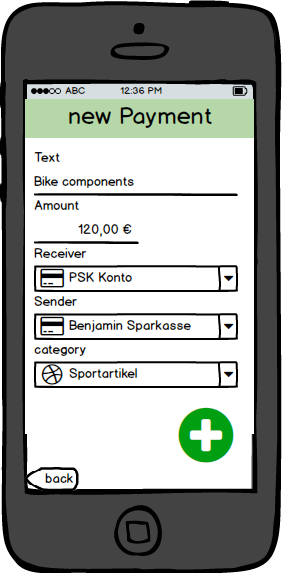 ABC 12:36 PM
new Payment
Text
Bike components
Amount
120,00 €
Receiver
PSK Konto
Sender
Benjamin Sparkasse
category
Sportartikel
back